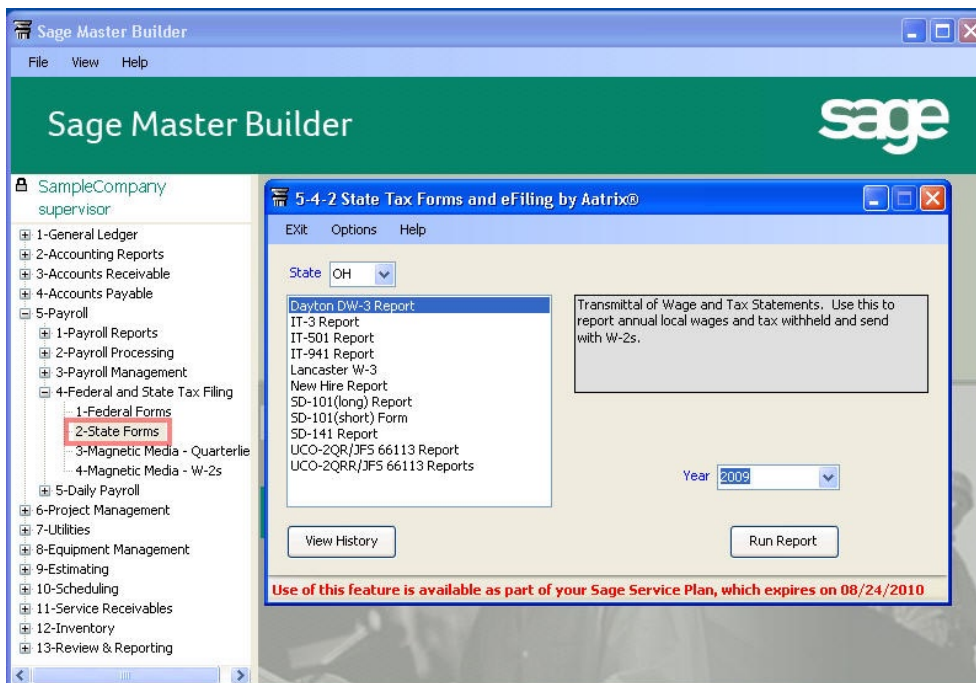 Sage Master Builder
File View Help
Sage Master Builder
sage
SampleCompany
supervisor
1-General Ledger
2-Accounting Reports
3-Accounts Receivable
4-Accounts Payable
5-Payroll
1-Payroll Reports
2-Payroll Processing
3-Payroll Management
4-Federal and State Tax Filing
1-Federal Forms
2-State Forms
3-Magnetic Media - Quarterlie
4-Magnetic Media - W-2s
5-Daily Payroll
6-Project Management
7-Utilities
8-Equipment Management
9-Estimating
10-Scheduling
11-Service Receivables
12-Inventory
13-Review & Reporting
5-4-2 State Tax Forms and eFiling by Aatrix®
EXit Options Help
State OH
Dayton DW-3 Report
IT-3 Report
IT-501 Report
IT-941 Report
Lancaster W-3
New Hire Report
SD-101(long) Report
SD-101(short) Form
SD-141 Report
UCO-2QR/JFS 66113 Report
UCO-2QRR/JFS 66113 Reports
Transmittal of Wage and Tax Statements. Use this to
report annual local wages and tax withheld and send
with W-2s.
Year 2009
View History
Run Report
Use of this feature is available as part of your Sage Service Plan, which expires on 08/24/2010